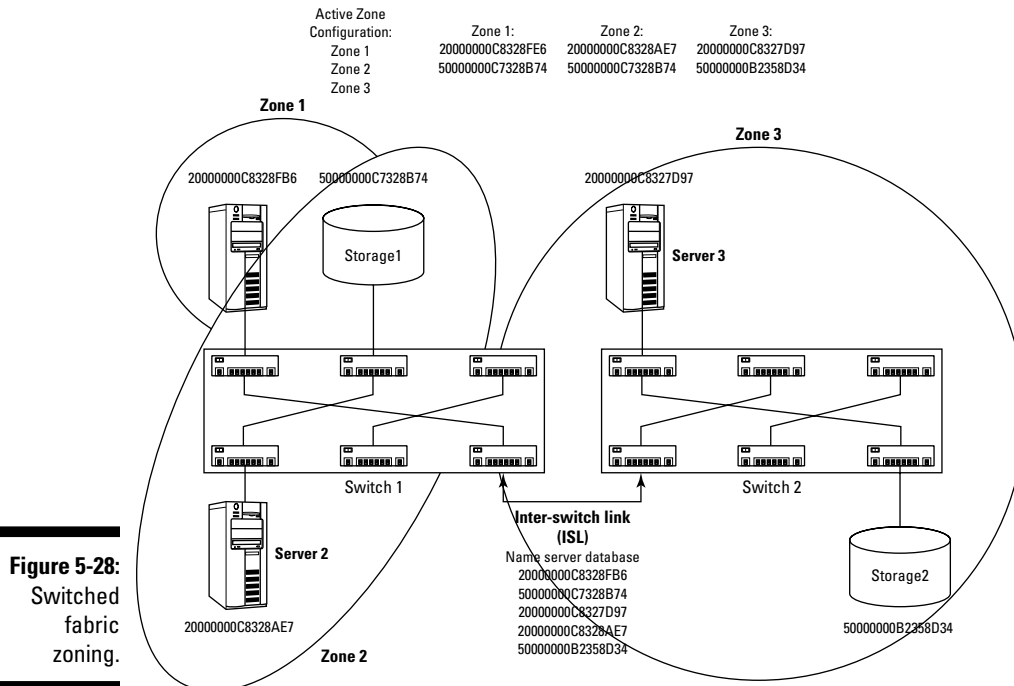 Active Zone
Configuration:
Zone 1
Zone 2
Zone 3
Zone 1:
20000000C8328FE6
50000000C7328B74
Zone 2:
20000000C8328AE7
50000000C7328B74
Zone 3:
20000000C8327D97
50000000B2358D34
Zone 1
Zone 3
20000000C8328FB6
50000000C7328B74
20000000C8327D97
Storage1
Server 3
Switch 1
Switch 2
Inter-switch link
(ISL)
Name server database
20000000C8328FB6
50000000C7328B74
20000000C8327D97
20000000C8328AE7
50000000B2358D34
Server 2
20000000C8328AE7
Zone 2
Storage2
50000000B2358D34
Figure 5-28:
Switched
fabric
zoning.